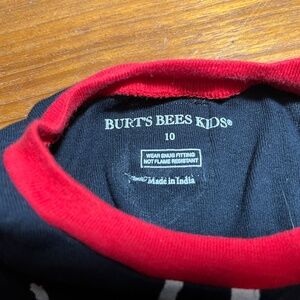 BURT'S BEES KIDS®
10
WEAR SNUG FITTING
NOT FLAME RESISTANT
Made in India